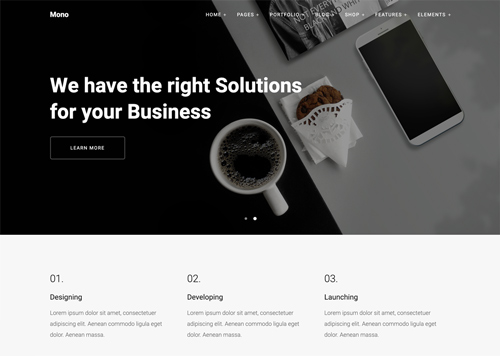 Mono
HOME + PAGES + PORTFOLIO + BLOG + SHOP + FEATURES + ELEMENTS +
We have the right Solutions
for your Business
LEARN MORE
01.
Designing
Lorem ipsum dolor sit amet, consectetuer
adipiscing elit. Aenean commodo ligula eget
dolor. Aenean massa.
02.
Developing
Lorem ipsum dolor sit amet, consectetuer
adipiscing elit. Aenean commodo ligula eget
dolor. Aenean massa.
03.
Launching
Lorem ipsum dolor sit amet, consectetuer
adipiscing elit. Aenean commodo ligula eget
dolor. Aenean massa.